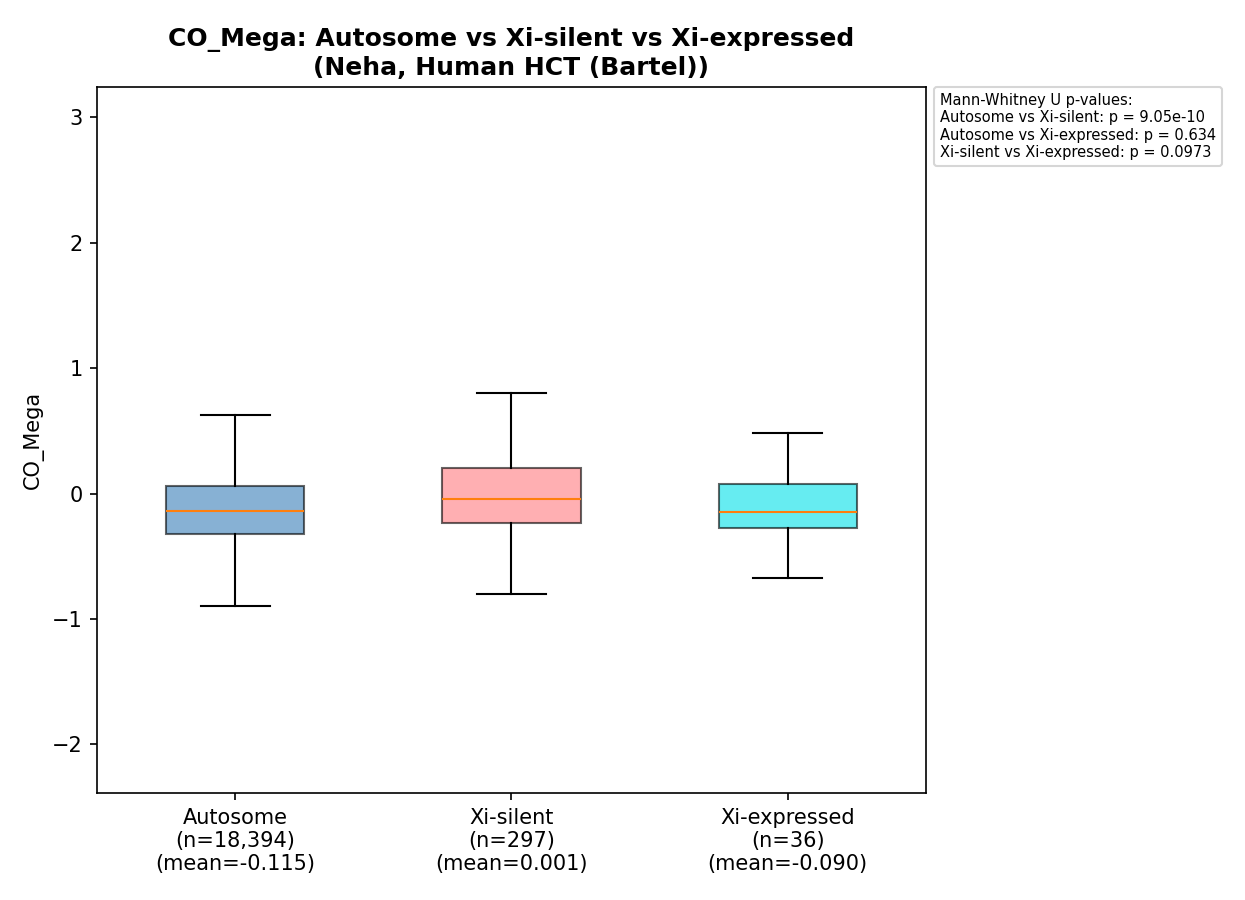 CO_Mega: Autosome vs Xi-silent vs Xi-expressed
(Neha, Human HCT (Bartel))
Mann-Whitney U p-values:
Autosome vs Xi-silent: p = 9.05e-10
Autosome vs Xi-expressed: p = 0.634
Xi-silent vs Xi-expressed: p = 0.0973
CO_Mega
3
2
1
0
−1
−2
Autosome
(n=18,394)
(mean=-0.115)
Xi-silent
(n=297)
(mean=0.001)
Xi-expressed
(n=36)
(mean=-0.090)